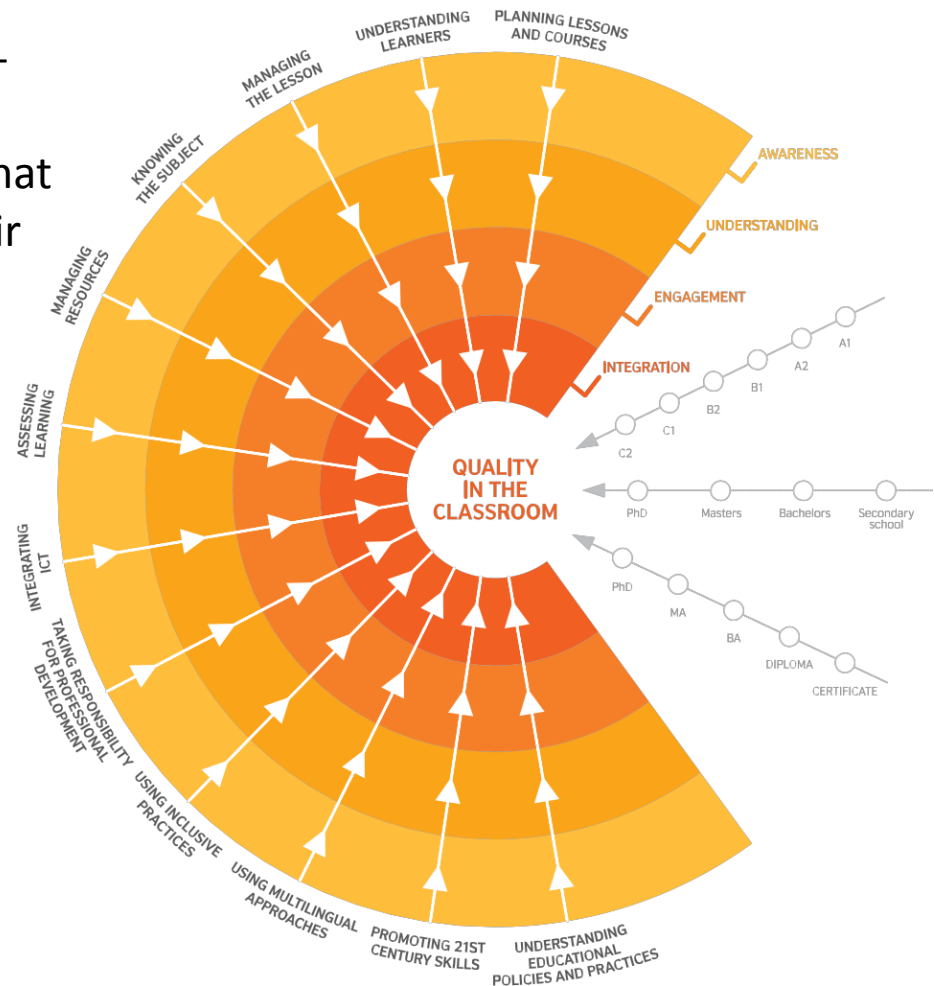 hat
ir
PLANNING LESSONS
AND COURSES
UNDERSTANDING
LEARNERS
MANAGING
THE LESSON
KNOWING
THE SUBJECT
MANAGING
RESOURCES
ASSESSING
LEARNING
INTEGRATING
ICT
TAKING RESPONSIBILITY
FOR PROFESSIONAL
DEVELOPMENT
USING INCLUSIVE
PRACTICES
USING MULTILINGUAL
APPROACHES
PROMOTING 21ST
CENTURY SKILLS
UNDERSTANDING
EDUCATIONAL
POLICIES AND PRACTICES
AWARENESS
UNDERSTANDING
ENGAGEMENT
INTEGRATION
QUALITY
IN THE
CLASSROOM
A1
A2
B1
B2
C1
C2
PhD
Masters
Bachelors
Secondary
school
PhD
MA
BA
DIPLOMA
CERTIFICATE